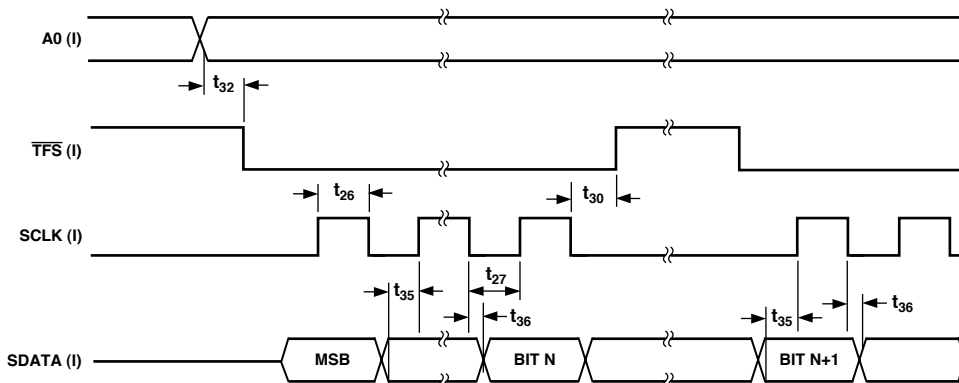 A0 (I)
t32
TFS (I)
t26
t30
SCLK (I)
t27
t35
t36
t35
t36
SDATA (I)
MSB
BIT N
BIT N+1